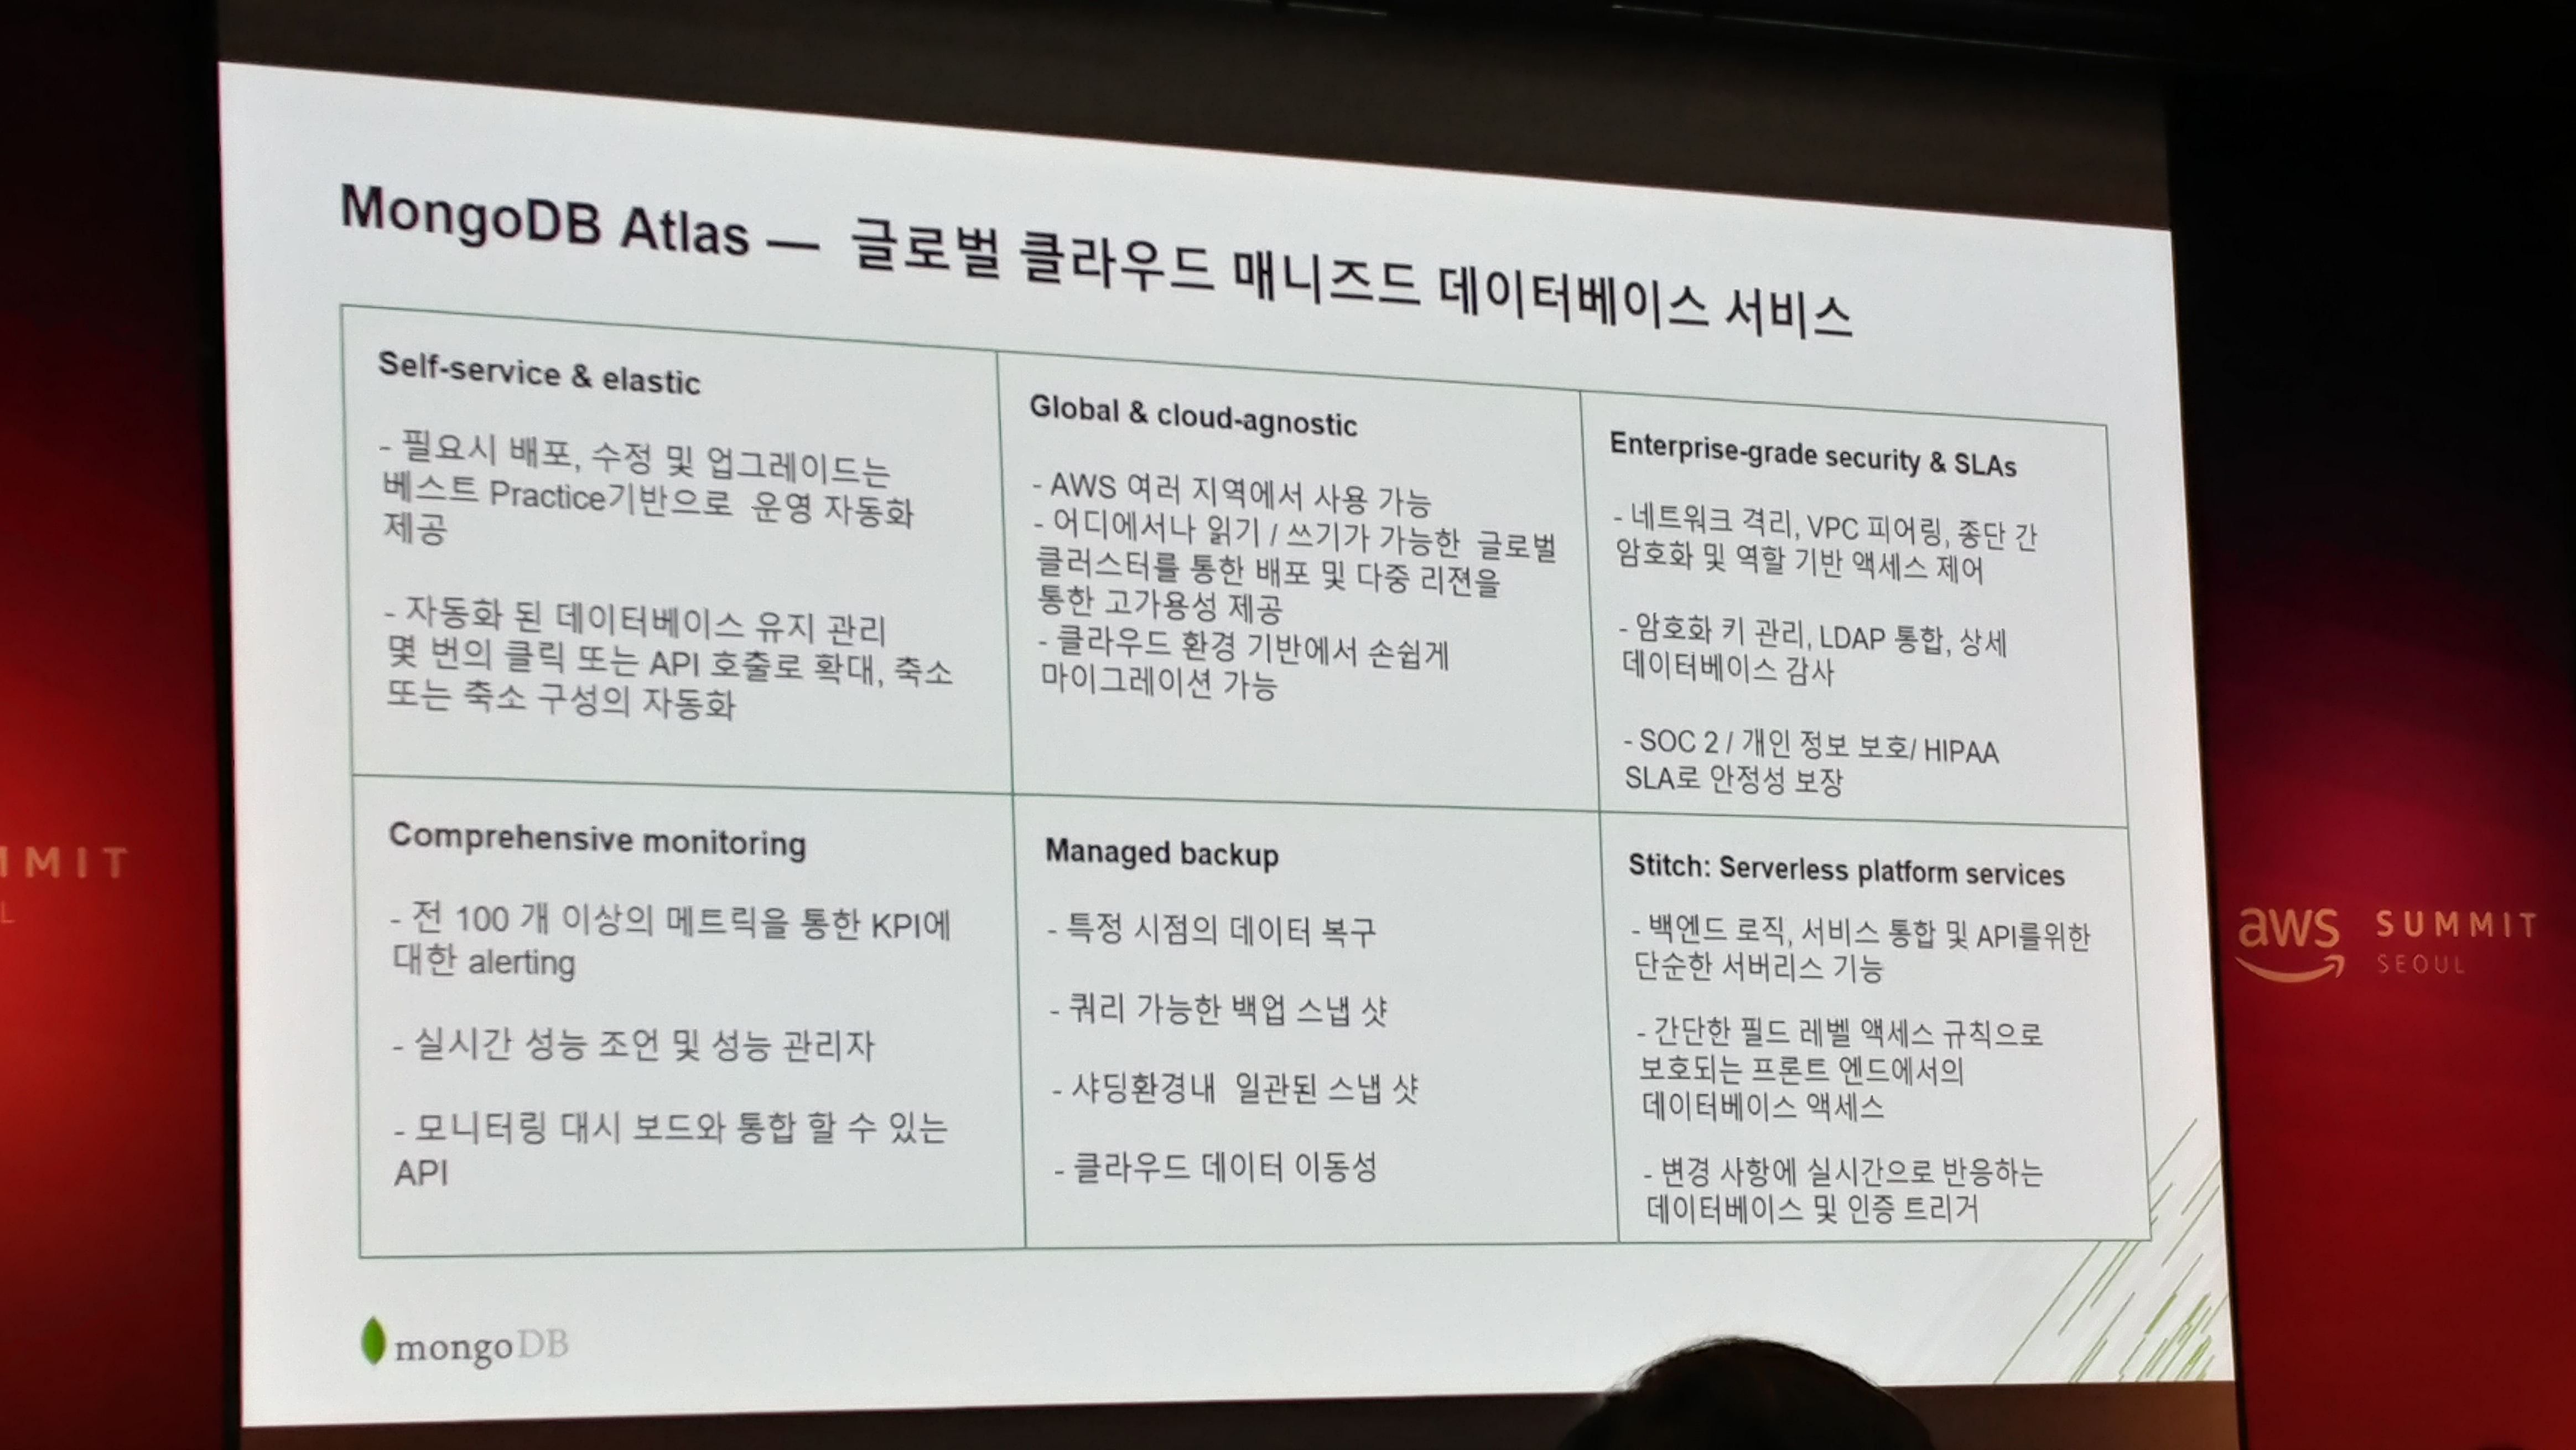 MongoDB Atlas — 글로벌 클라우드 매니즈드 데이터베이스 서비스
Self-service & elastic
- 필요시 배포, 수정 및 업그레이드는
베스트 Practice기반으로 운영 자동화
제공
- 자동화 된 데이터베이스 유지 관리
몇 번의 클릭 또는 API 호출로 확대, 축소
또는 축소 구성의 자동화
Global & cloud-agnostic
- AWS 여러 지역에서 사용 가능
- 어디에서나 읽기 / 쓰기가 가능한 글로벌
클러스터를 통한 배포 및 다중 리젼을
통한 고가용성 제공
- 클라우드 환경 기반에서 손쉽게
마이그레이션 가능
Enterprise-grade security & SLAs
- 네트워크 격리, VPC 피어링, 종단 간
암호화 및 역할 기반 액세스 제어
- 암호화 키 관리, LDAP 통합, 상세
데이터베이스 감사
- SOC 2 / 개인 정보 보호/ HIPAA
SLA로 안정성 보장
Comprehensive monitoring
- 전 100 개 이상의 메트릭을 통한 KPI에
대한 alerting
- 실시간 성능 조언 및 성능 관리자
- 모니터링 대시 보드와 통합 할 수 있는
API
Managed backup
- 특정 시점의 데이터 복구
- 쿼리 가능한 백업 스냅 샷
- 샤딩환경내 일관된 스냅 샷
- 클라우드 데이터 이동성
Stitch: Serverless platform services
- 백엔드 로직, 서비스 통합 및 API를위한
단순한 서버리스 기능
- 간단한 필드 레벨 액세스 규칙으로
보호되는 프론트 엔드에서의
데이터베이스 액세스
- 변경 사항에 실시간으로 반응하는
데이터베이스 및 인증 트리거
mongoDB
MMIT
L
aws SUMMIT
SEOUL